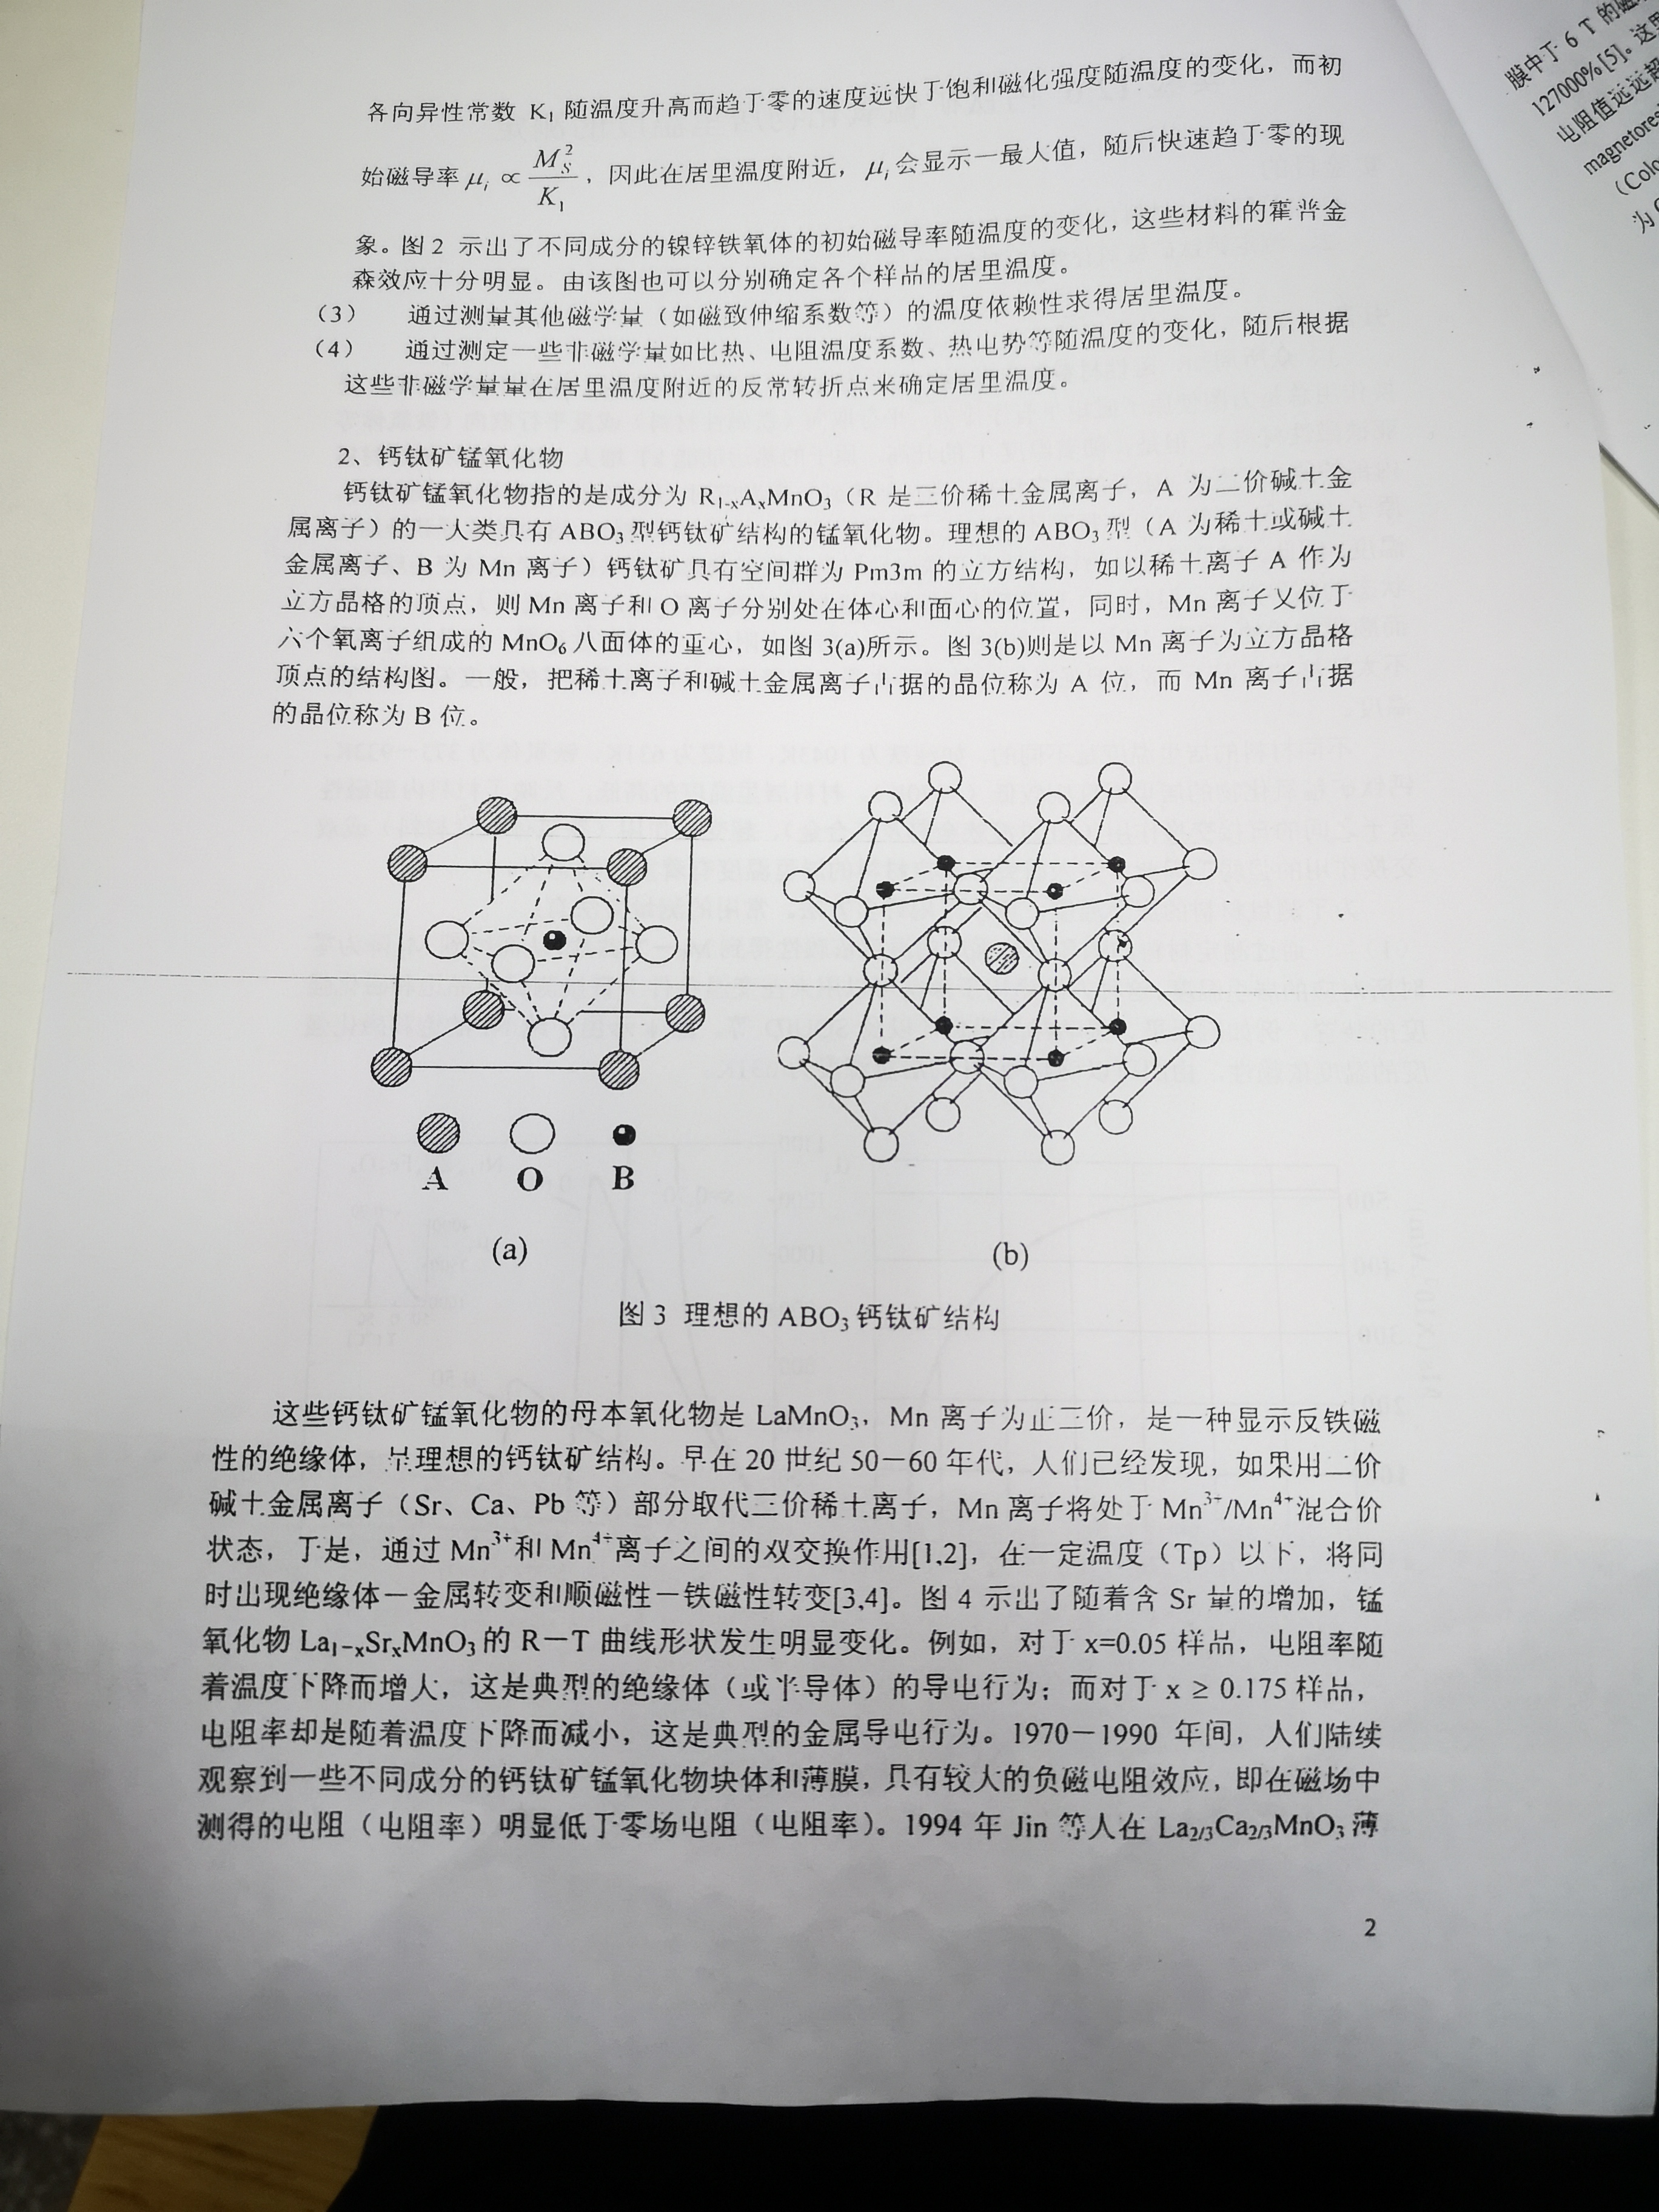 各向异性常数 K₁ 随温度升高而趋于零的速度远快于饱和磁化强度随温度的变化，而初
始磁导率 μᵢ ∝ M_S²/K₁，因此在居里温度附近，μᵢ 会显示一最大值，随后快速趋于零的现
象。图 2 示出了不同成分的镍锌铁氧体的初始磁导率随温度的变化，这些材料的霍普金
森效应十分明显。由该图也可以分别确定各个样品的居里温度。
（3） 通过测量其他磁学量（如磁致伸缩系数等）的温度依赖性求得居里温度。
（4） 通过测定一些非磁学量如比热、电阻温度系数、热电势等随温度的变化，随后根据
这些非磁学量量在居里温度附近的反常转折点来确定居里温度。
2、钙钛矿锰氧化物
钙钛矿锰氧化物指的是成分为 R₁₋ₓAₓMnO₃（R 是三价稀土金属离子，A 为二价碱土金
属离子）的一大类具有 ABO₃ 型钙钛矿结构的锰氧化物。理想的 ABO₃ 型（A 为稀土或碱土
金属离子、B 为 Mn 离子）钙钛矿具有空间群为 Pm3m 的立方结构，如以稀土离子 A 作为
立方晶格的顶点，则 Mn 离子和 O 离子分别处在体心和面心的位置，同时，Mn 离子又位于
六个氧离子组成的 MnO₆ 八面体的重心，如图 3(a)所示。图 3(b)则是以 Mn 离子为立方晶格
顶点的结构图。一般，把稀土离子和碱土金属离子占据的晶位称为 A 位，而 Mn 离子占据
的晶位称为 B 位。
A O B
(a) (b)
图 3 理想的 ABO₃ 钙钛矿结构
这些钙钛矿锰氧化物的母本氧化物是 LaMnO₃，Mn 离子为正三价，是一种显示反铁磁
性的绝缘体，呈理想的钙钛矿结构。早在 20 世纪 50－60 年代，人们已经发现，如果用二价
碱土金属离子（Sr、Ca、Pb 等）部分取代三价稀土离子，Mn 离子将处于 Mn³⁺/Mn⁴⁺混合价
状态，于是，通过 Mn³⁺和 Mn⁴⁺离子之间的双交换作用[1,2]，在一定温度（Tp）以下，将同
时出现绝缘体－金属转变和顺磁性－铁磁性转变[3,4]。图 4 示出了随着含 Sr 量的增加，锰
氧化物 La₁₋ₓSrₓMnO₃ 的 R－T 曲线形状发生明显变化。例如，对于 x=0.05 样品，电阻率随
着温度下降而增大，这是典型的绝缘体（或半导体）的导电行为；而对于 x ≥ 0.175 样品，
电阻率却是随着温度下降而减小，这是典型的金属导电行为。1970－1990 年间，人们陆续
观察到一些不同成分的钙钛矿锰氧化物块体和薄膜，具有较大的负磁电阻效应，即在磁场中
测得的电阻（电阻率）明显低于零场电阻（电阻率）。1994 年 Jin 等人在 La₂/₃Ca₂/₃MnO₃ 薄
2
膜中于 6 T 的磁
127000%[5]。这里
电阻值远远超
magnetores
（Colo
为